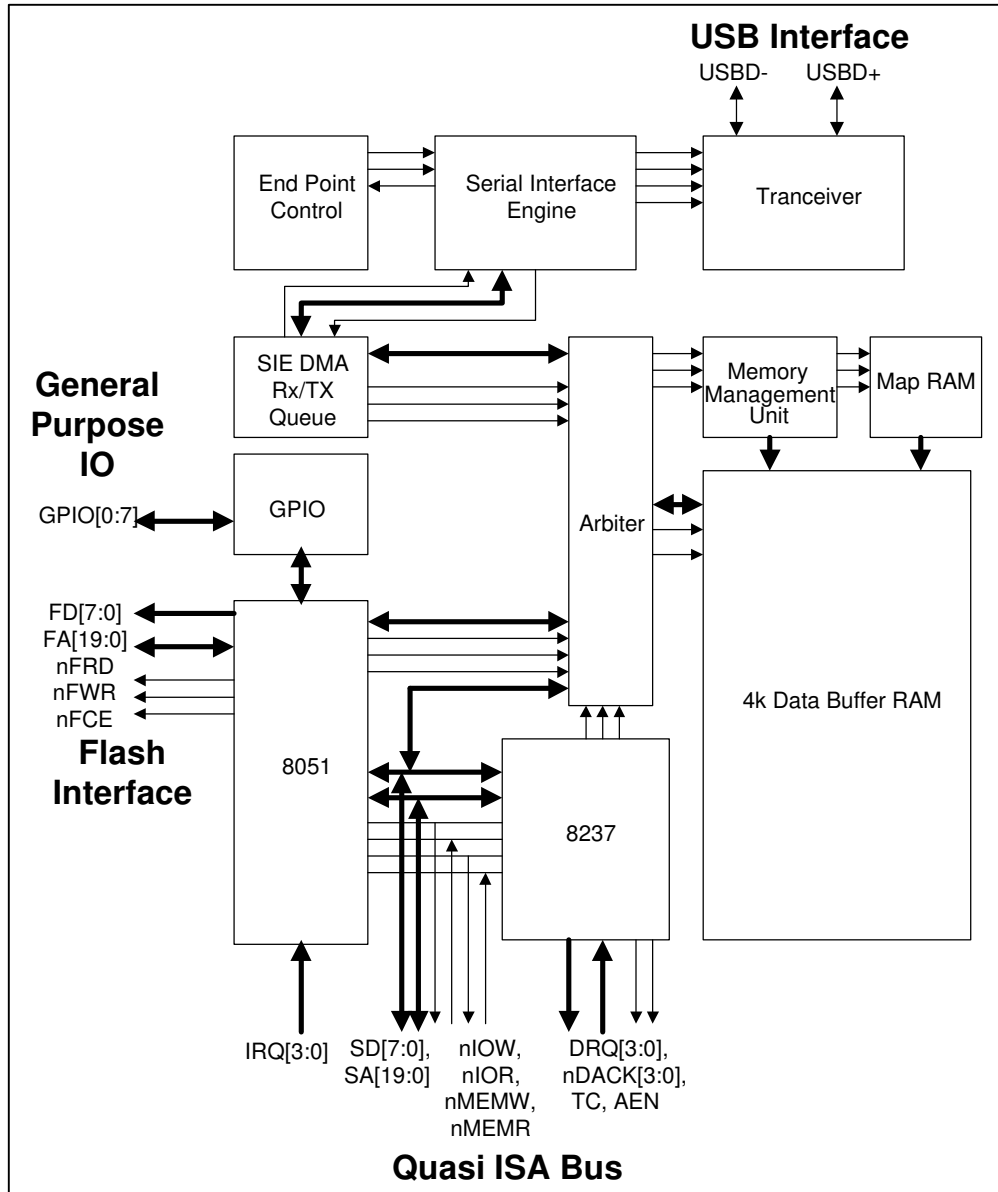 USB Interface
USBD-
USBD+
End Point
Control
Serial Interface
Engine
Tranceiver
SIE DMA
Rx/TX
Queue
Memory
Management
Unit
Map RAM
General
Purpose
IO
GPIO[0:7]
GPIO
Arbiter
FD[7:0]
FA[19:0]
nFRD
nFWR
nFCE
Flash
Interface
8051
4k Data Buffer RAM
8237
IRQ[3:0]
SD[7:0],
SA[19:0]
nIOW,
nIOR,
nMEMW,
nMEMR
DRQ[3:0],
nDACK[3:0],
TC, AEN
Quasi ISA Bus